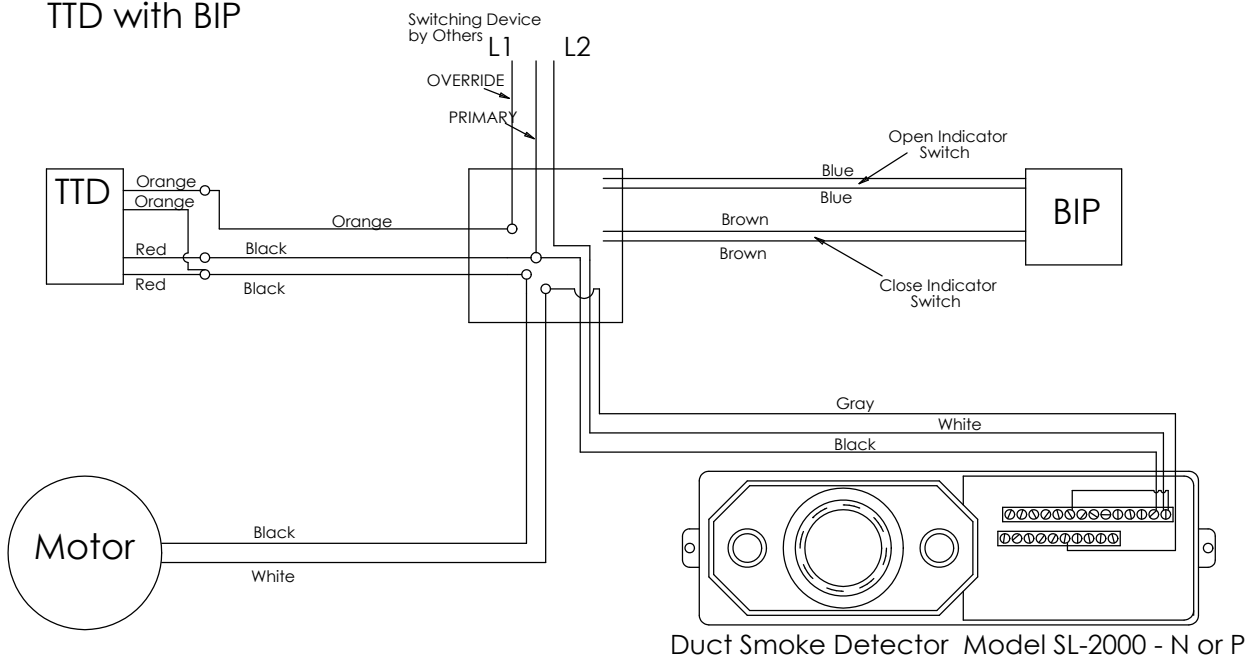 TTD with BIP
Switching Device
by Others
L1
L2
OVERRIDE
PRIMARY
Open Indicator
Switch
TTD
Orange
Orange
Orange
Red
Black
Red
Black
Blue
Blue
Brown
Brown
BIP
Close Indicator
Switch
Gray
White
Black
Motor
Black
White
Duct Smoke Detector Model SL-2000 - N or P